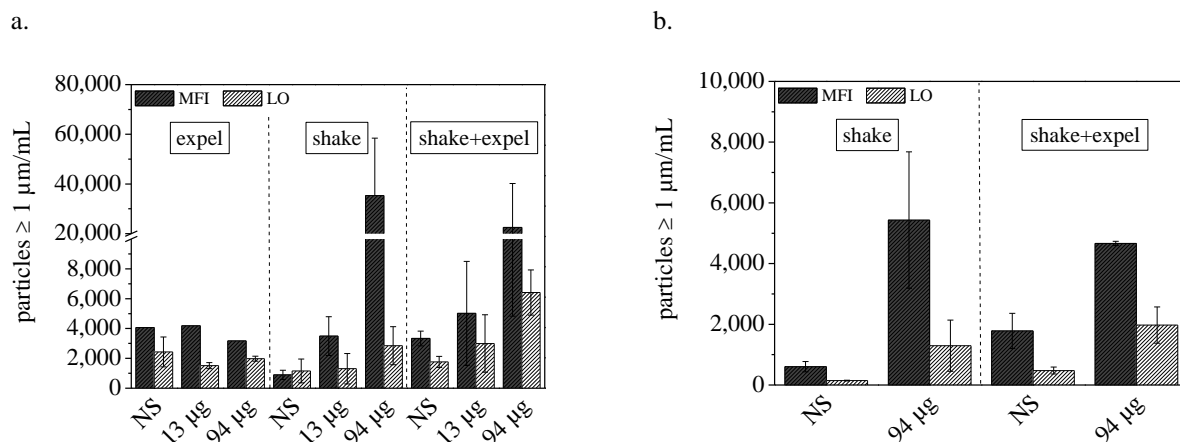 a.
b.
80,000
60,000
40,000
20,000
8,000
6,000
4,000
2,000
0
particles ≥ 1 µm/mL
MFI LO
expel shake shake+expel
NS 13 µg 94 µg NS 13 µg 94 µg NS 13 µg 94 µg
10,000
8,000
6,000
4,000
2,000
0
particles ≥ 1 µm/mL
MFI LO
shake shake+expel
NS 94 µg NS 94 µg